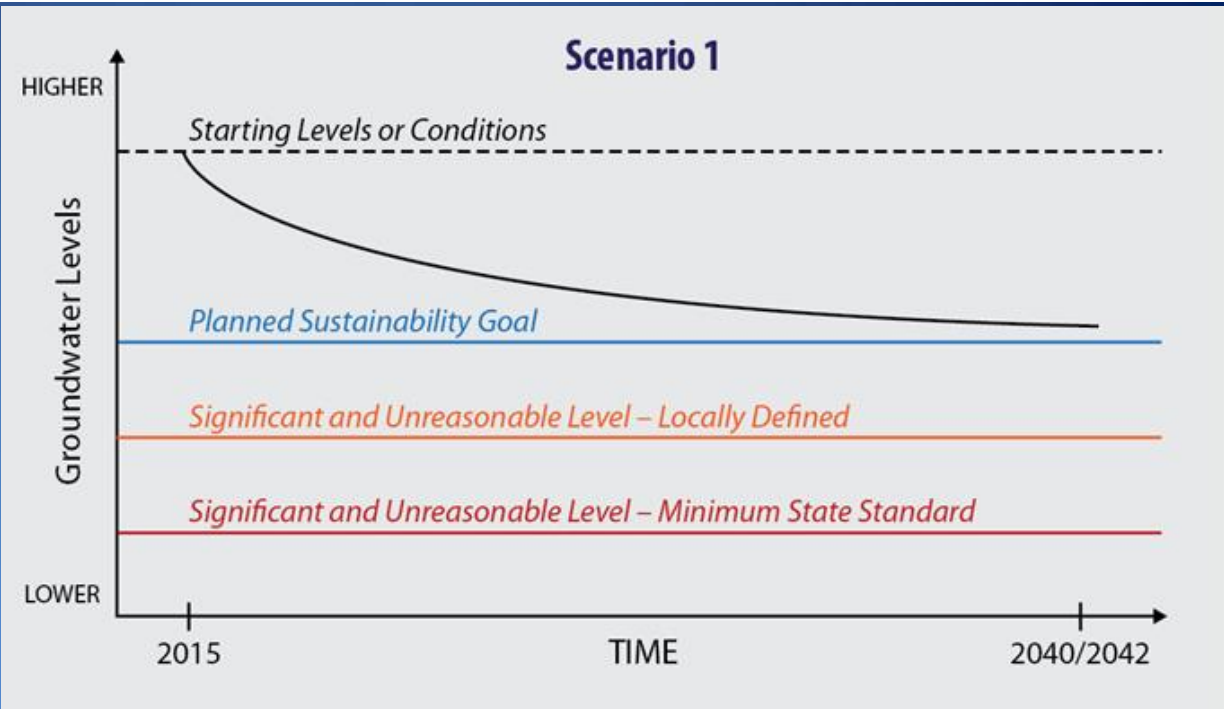 Scenario 1
HIGHER
Starting Levels or Conditions
Groundwater Levels
Planned Sustainability Goal
Significant and Unreasonable Level – Locally Defined
Significant and Unreasonable Level – Minimum State Standard
LOWER
2015
TIME
2040/2042